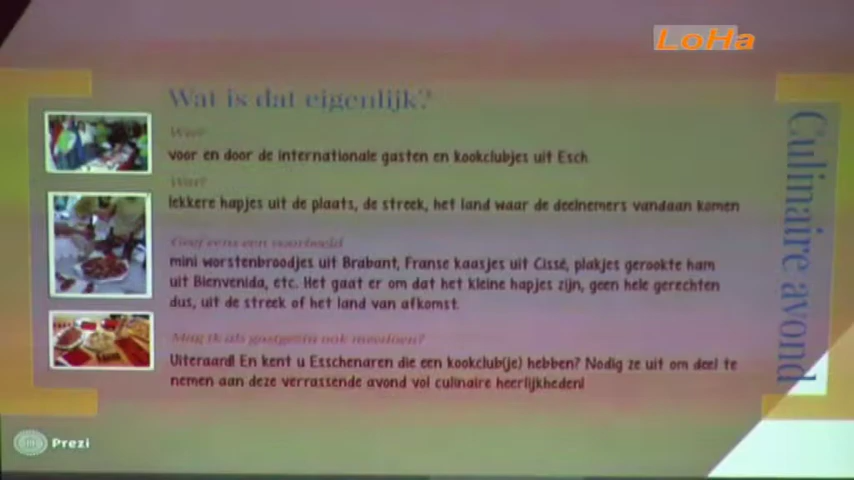 LoHa
Wat is dat eigenlijk?
Wie?
voor en door de internationale gasten en kookclubjes uit Esch
Wat?
lekkere hapjes uit de plaats, de streek, het land waar de deelnemers vandaan komen
Geef eens een voorbeeld
mini worstenbroodjes uit Brabant, Franse kaasjes uit Cissé, plakjes gerookte ham
uit Bienvenida, etc. Het gaat er om dat het kleine hapjes zijn, geen hele gerechten
dus, uit de streek of het land van afkomst.
Mag ik als gastgezin ook meedoen?
Uiteraard! En kent u Esschenaren die een kookclub(je) hebben? Nodig ze uit om deel te
nemen aan deze verrassende avond vol culinaire heerlijkheden!
Culinaire avond
Prezi